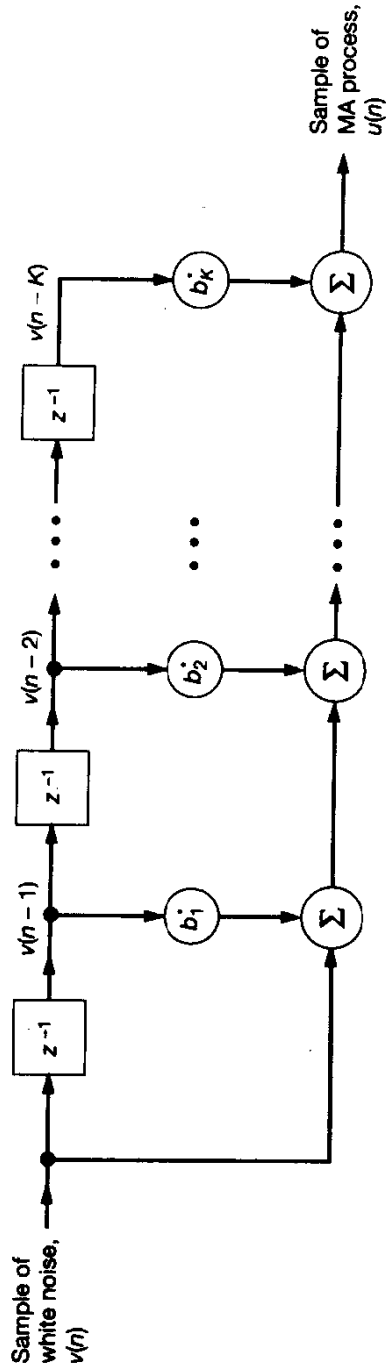 Sample of
white noise,
v(n)
z⁻¹
v(n − 1)
z⁻¹
v(n − 2)
• • •
z⁻¹
v(n − K)
b₁*
b₂*
• • •
b_K*
Σ
Σ
• • •
Σ
Sample of
MA process,
u(n)